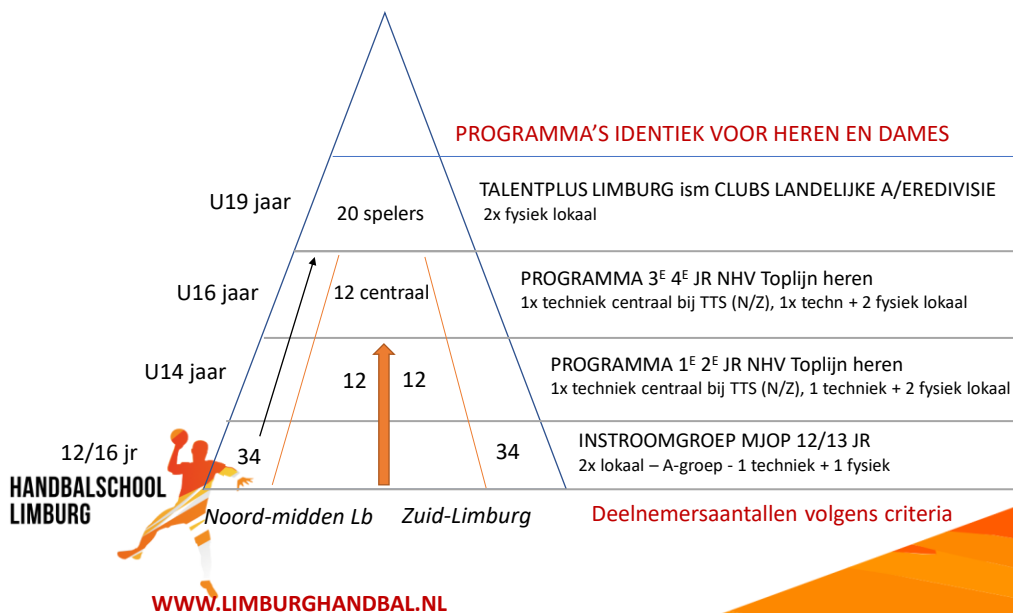 PROGRAMMA'S IDENTIEK VOOR HEREN EN DAMES
U19 jaar
20 spelers
TALENTPLUS LIMBURG ism CLUBS LANDELIJKE A/EREDIVISIE
2x fysiek lokaal
U16 jaar
12 centraal
PROGRAMMA 3E 4E JR NHV Toplijn heren
1x techniek centraal bij TTS (N/Z), 1x techn + 2 fysiek lokaal
U14 jaar
12 12
PROGRAMMA 1E 2E JR NHV Toplijn heren
1x techniek centraal bij TTS (N/Z), 1 techniek + 2 fysiek lokaal
12/16 jr
34
34
INSTROOMGROEP MJOP 12/13 JR
2x lokaal – A-groep - 1 techniek + 1 fysiek
HANDBALSCHOOL
LIMBURG
Noord-midden Lb
Zuid-Limburg
Deelnemersaantallen volgens criteria
WWW.LIMBURGHANDBAL.NL